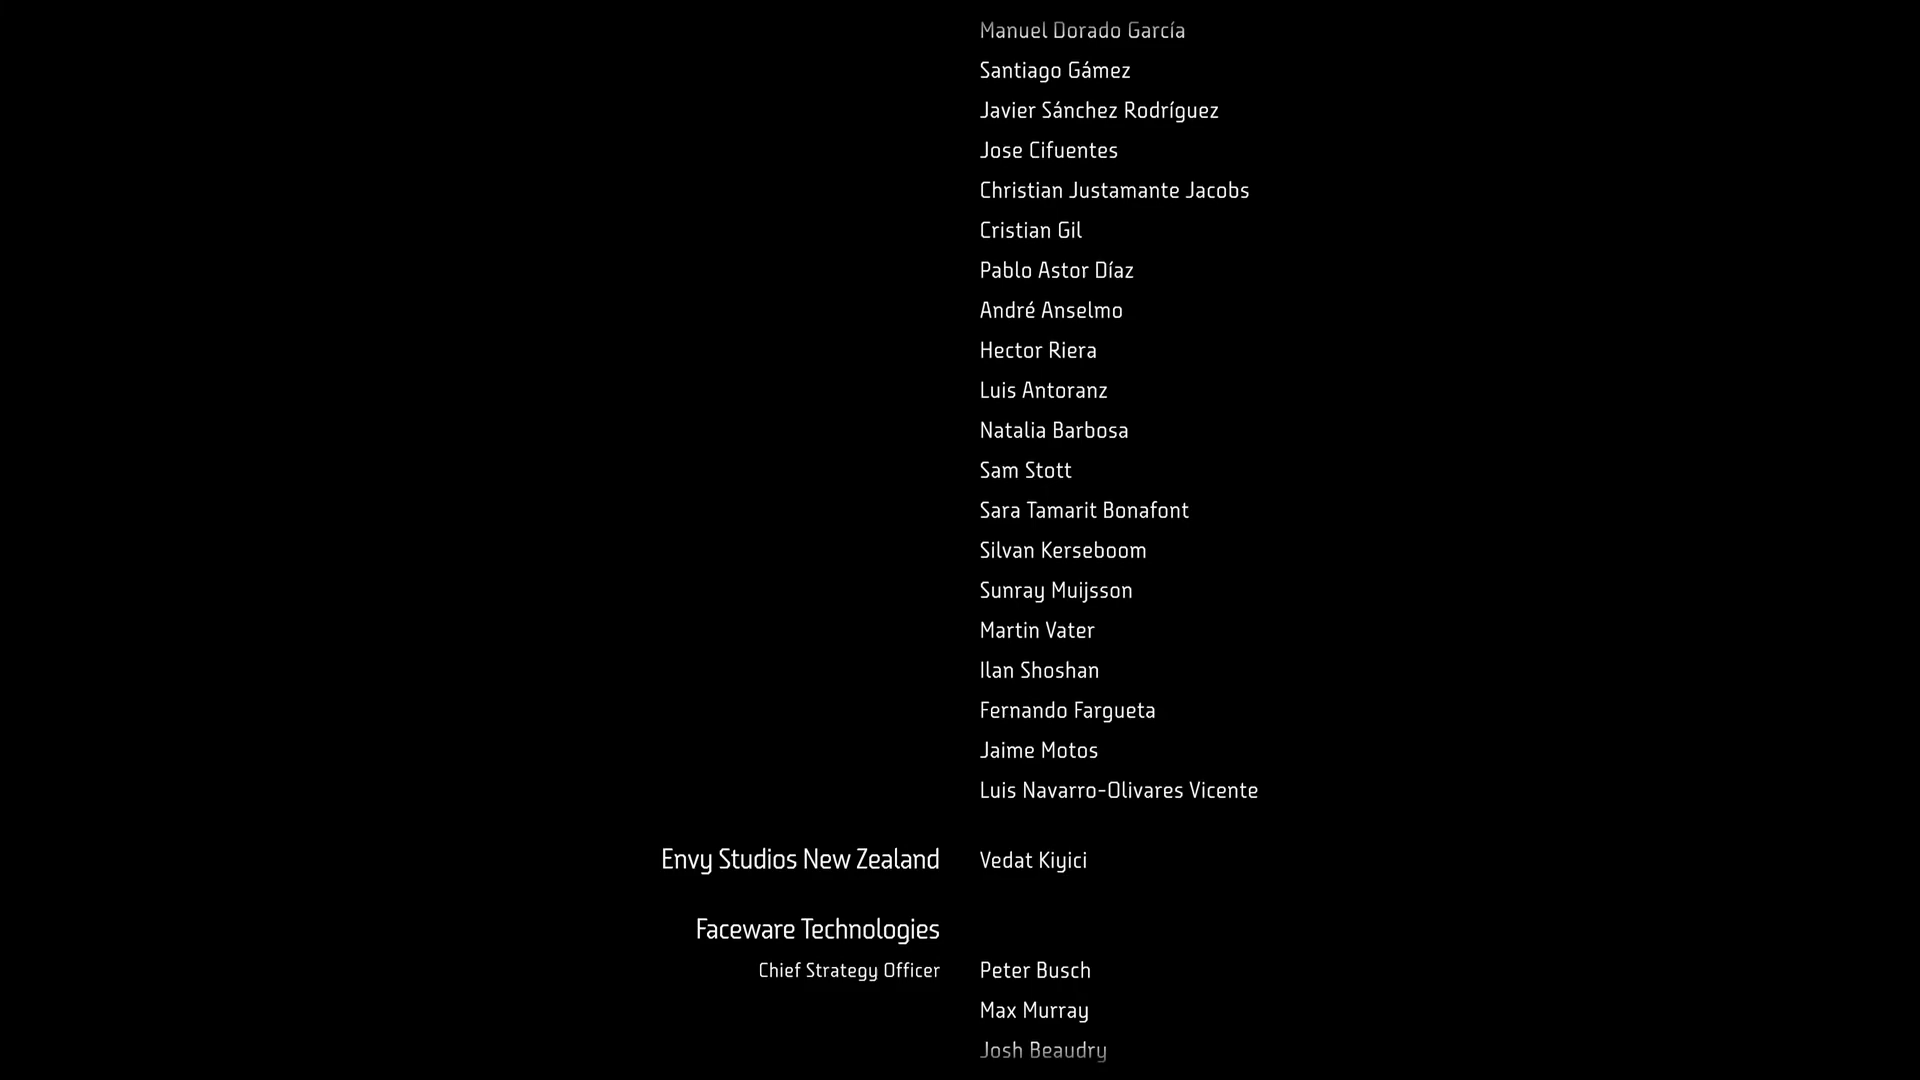 Manuel Dorado García
Santiago Gámez
Javier Sánchez Rodríguez
Jose Cifuentes
Christian Justamante Jacobs
Cristian Gil
Pablo Astor Díaz
André Anselmo
Hector Riera
Luis Antoranz
Natalia Barbosa
Sam Stott
Sara Tamarit Bonafont
Silvan Kerseboom
Sunray Muijsson
Martin Vater
Ilan Shoshan
Fernando Fargueta
Jaime Motos
Luis Navarro-Olivares Vicente
Envy Studios New Zealand Vedat Kiyici
Faceware Technologies
Chief Strategy Officer Peter Busch
Max Murray
Josh Beaudry